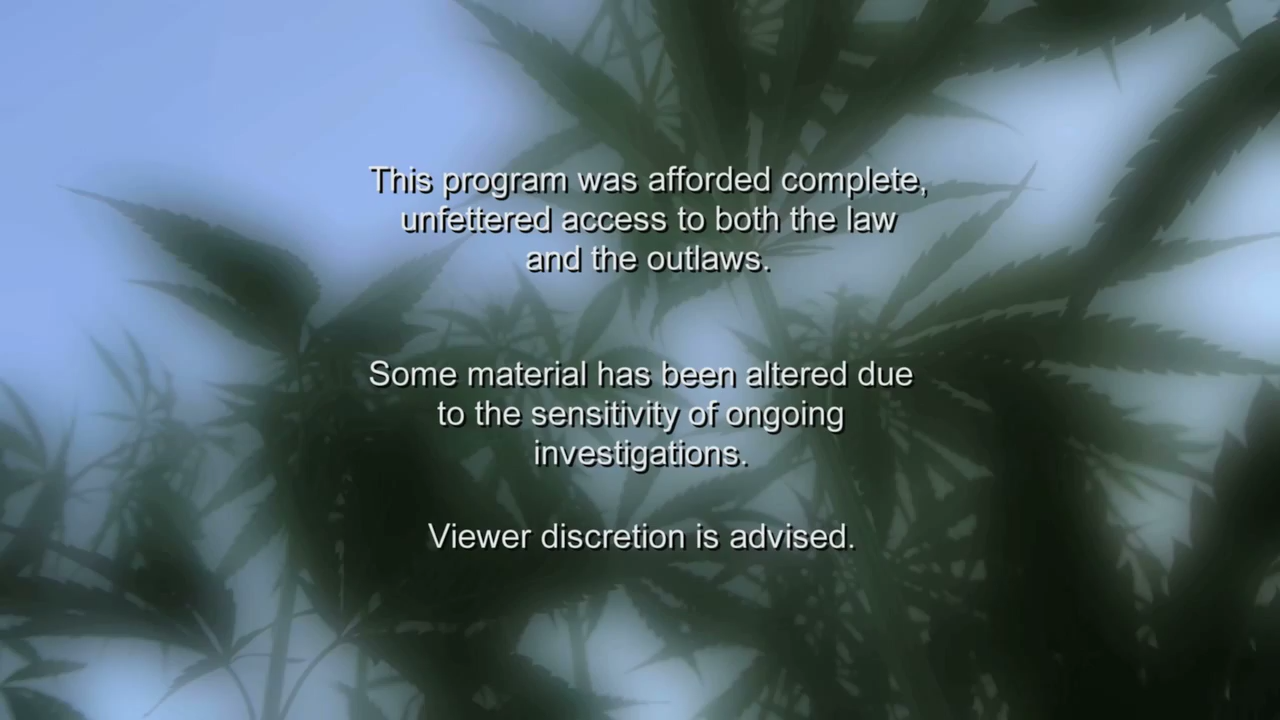 This program was afforded complete,
unfettered access to both the law
and the outlaws.
Some material has been altered due
to the sensitivity of ongoing
investigations.
Viewer discretion is advised.